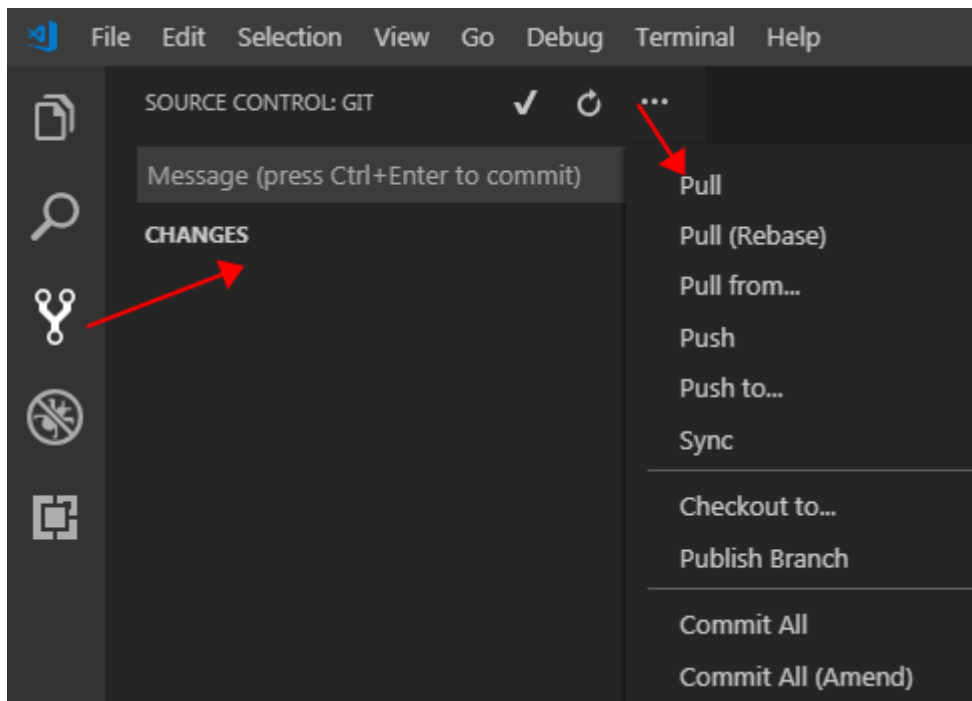 File Edit Selection View Go Debug Terminal Help
SOURCE CONTROL: GIT
Message (press Ctrl+Enter to commit)
CHANGES
Pull
Pull (Rebase)
Pull from...
Push
Push to...
Sync
Checkout to...
Publish Branch
Commit All
Commit All (Amend)